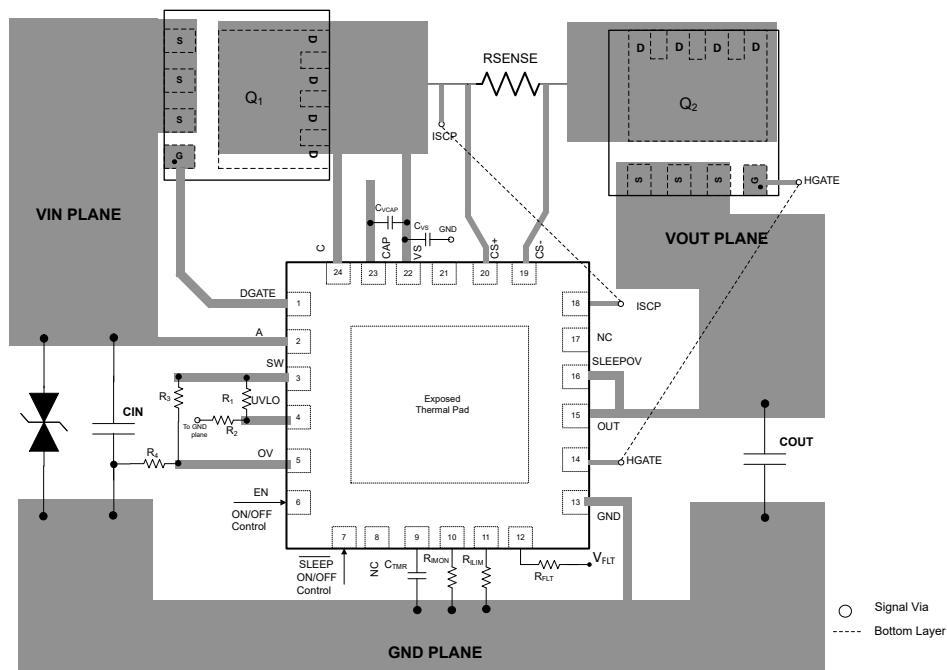 S
S
S
G
Q1
D
D
D
D
RSENSE
ISCP
D D D D
Q2
S S S G
HGATE
VIN PLANE
VOUT PLANE
C
CVCAP
CAP
VS
CVS
GND
CS+
CS-
24
23
22
21
20
19
DGATE
1
A
2
SW
3
R3
R1
UVLO
4
To GND
plane
R2
OV
5
R4
CIN
EN
6
ON/OFF
Control
Exposed
Thermal Pad
18
ISCP
17
NC
SLEEPOV
16
15
OUT
14
HGATE
13
GND
COUT
7
8
9
10
11
12
SLEEP
ON/OFF
Control
NC
CTMR
RIMON
RILIM
RFLT
VFLT
GND PLANE
Signal Via
Bottom Layer